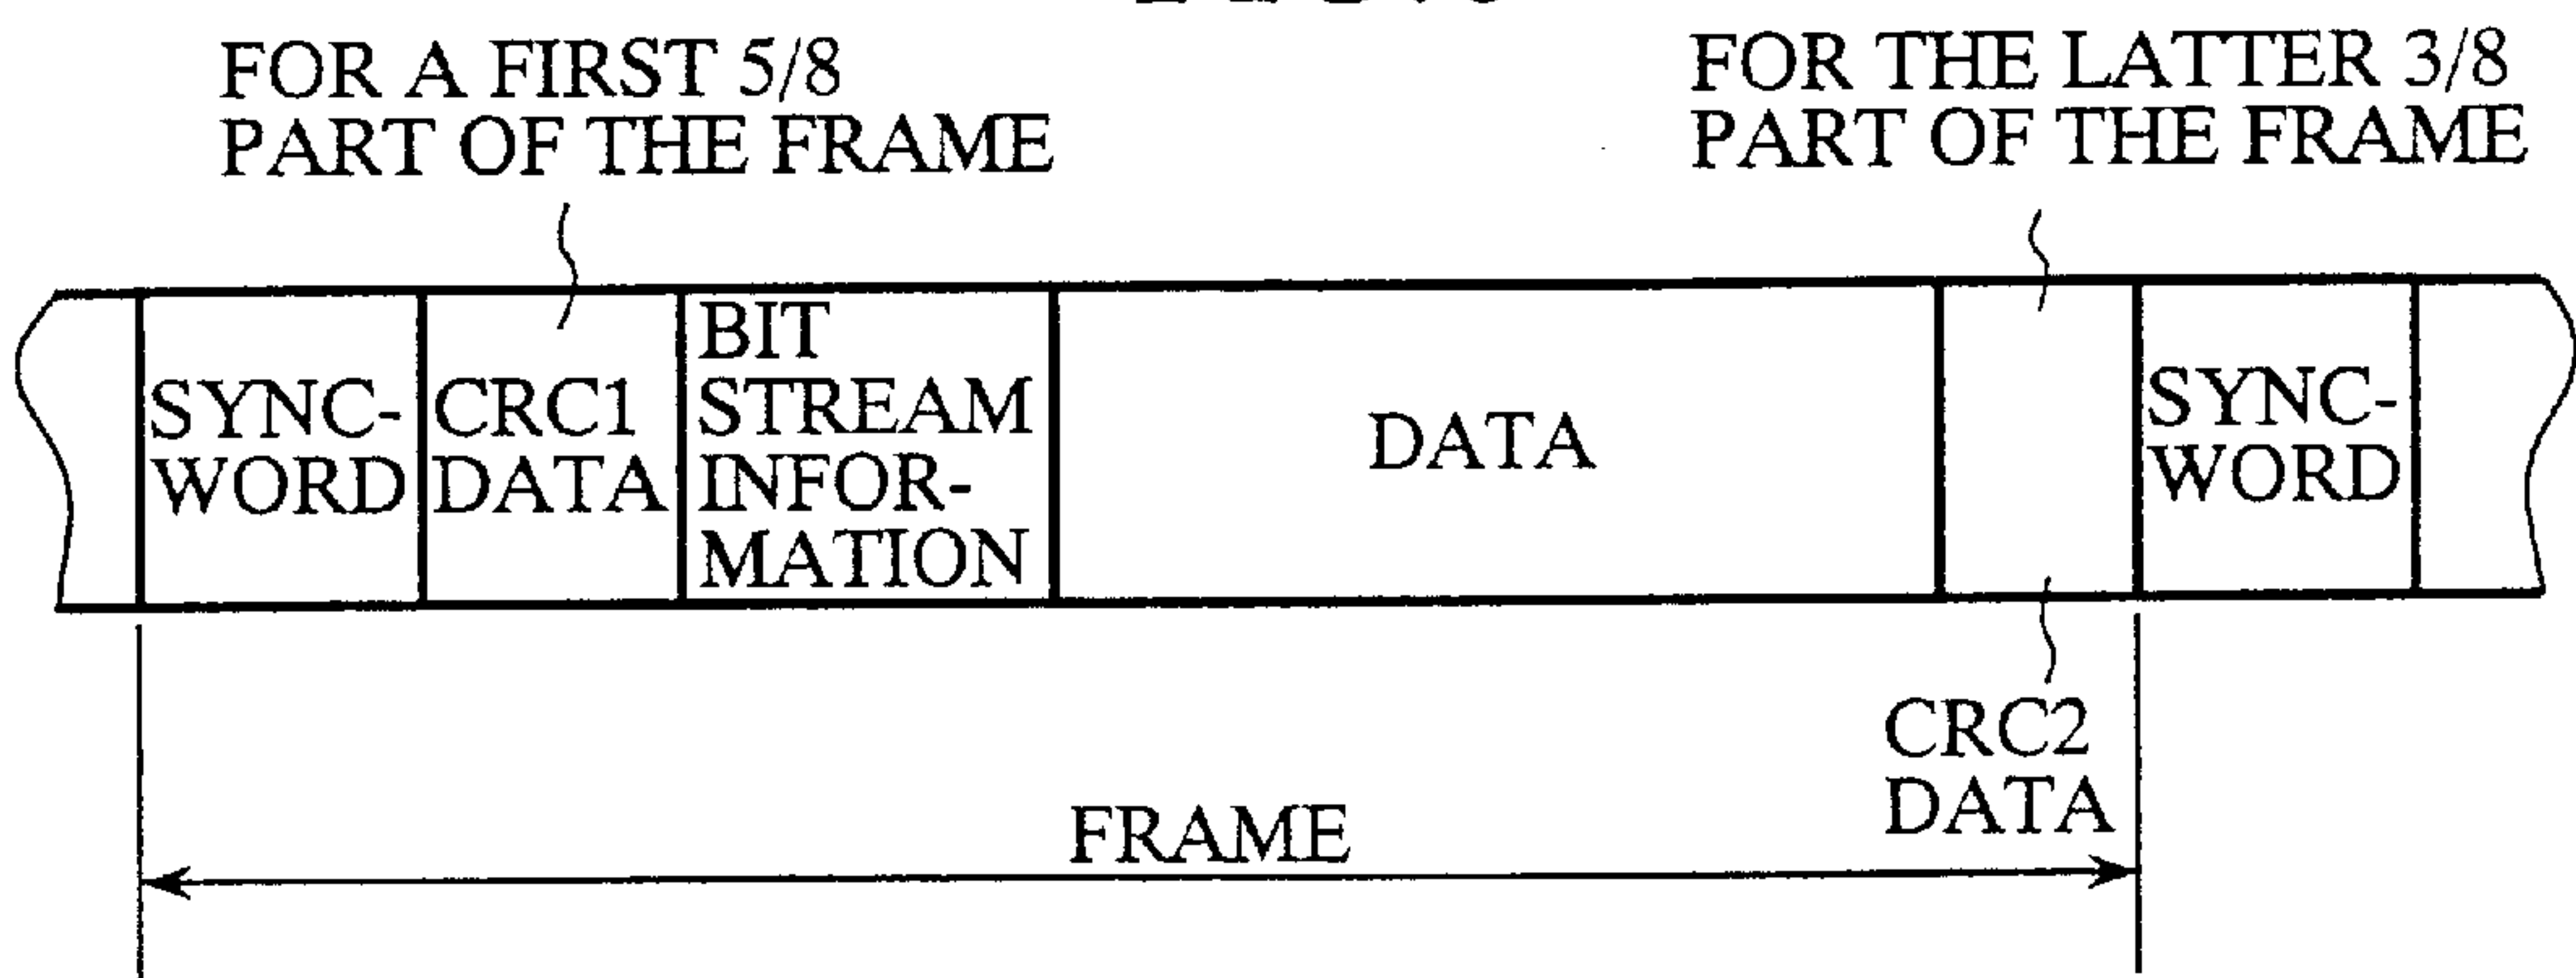 FOR A FIRST 5/8
PART OF THE FRAME
FOR THE LATTER 3/8
PART OF THE FRAME
SYNC-
WORD
CRC1
DATA
BIT
STREAM
INFOR-
MATION
DATA
SYNC-
WORD
CRC2
DATA
FRAME